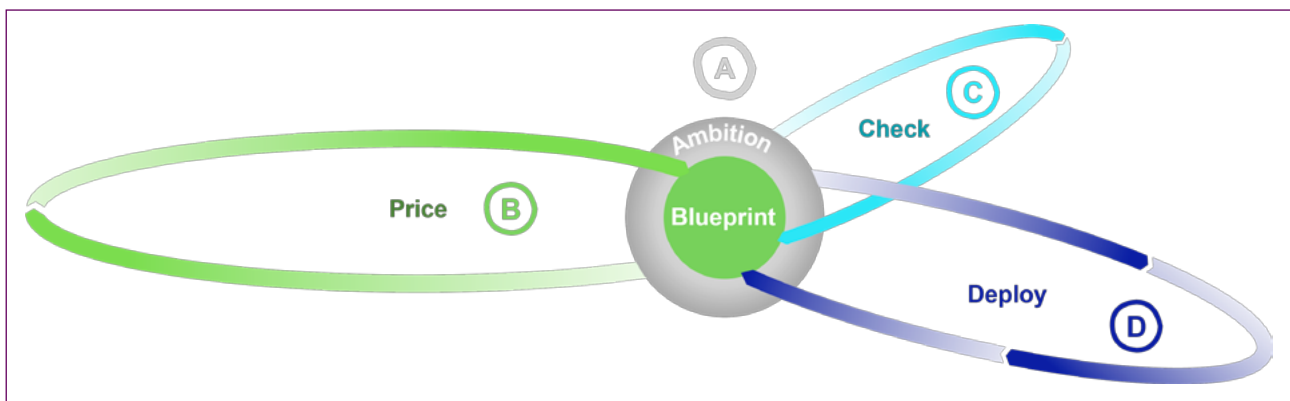 A
Ambition
C
Check
Price
B
Blueprint
Deploy
D